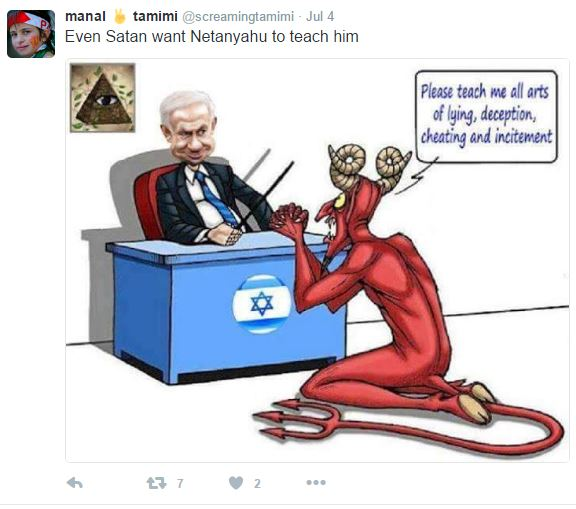 manal ✌ tamimi @screamingtamimi · Jul 4
Even Satan want Netanyahu to teach him
Please teach me all arts
of lying, deception,
cheating and incitement
7 2